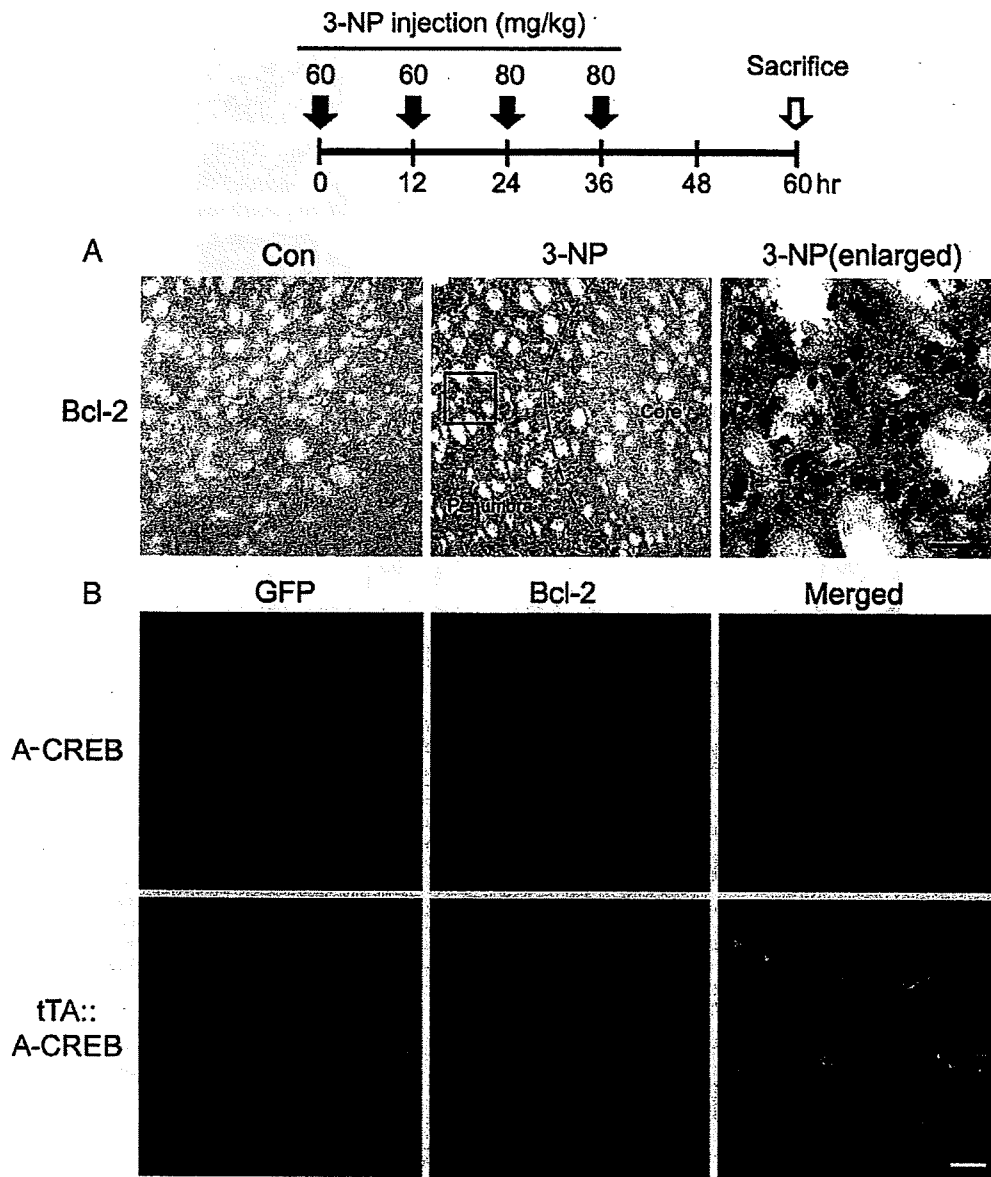 3-NP injection (mg/kg)
60 60 80 80 Sacrifice
0 12 24 36 48 60 hr
A Con 3-NP 3-NP(enlarged)
Bcl-2
Core
Penumbra
B GFP Bcl-2 Merged
A-CREB
tTA::
A-CREB